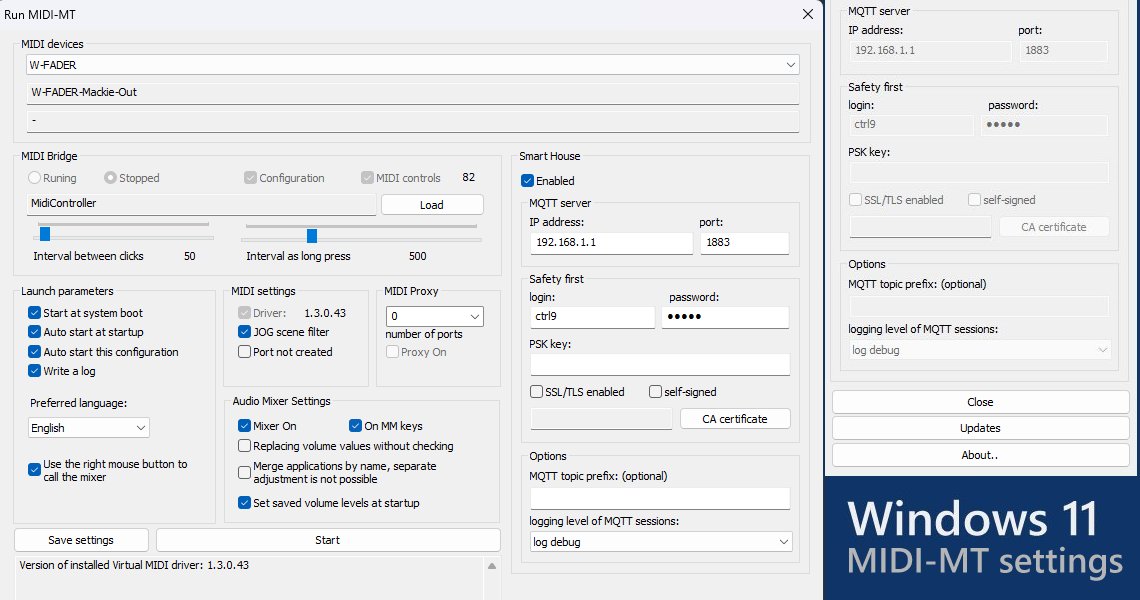 Run MIDI-MT
MIDI devices
W-FADER
W-FADER-Mackie-Out
-
MIDI Bridge
Runing
Stopped
Configuration
MIDI controls
82
MidiController
Load
Interval between clicks
50
Interval as long press
500
Launch parameters
Start at system boot
Auto start at startup
Auto start this configuration
Write a log
Preferred language:
English
Use the right mouse button to
call the mixer
MIDI settings
Driver:
1.3.0.43
JOG scene filter
Port not created
MIDI Proxy
0
number of ports
Proxy On
Audio Mixer Settings
Mixer On
On MM keys
Replacing volume values without checking
Merge applications by name, separate
adjustment is not possible
Set saved volume levels at startup
Save settings
Start
Version of installed Virtual MIDI driver: 1.3.0.43
Smart House
Enabled
MQTT server
IP address:
port:
192.168.1.1
1883
Safety first
login:
password:
ctrl9
●●●●●
PSK key:
SSL/TLS enabled
self-signed
CA certificate
Options
MQTT topic prefix: (optional)
logging level of MQTT sessions:
log debug
MQTT server
IP address:
port:
192.168.1.1
1883
Safety first
login:
password:
ctrl9
●●●●●
PSK key:
SSL/TLS enabled
self-signed
CA certificate
Options
MQTT topic prefix: (optional)
logging level of MQTT sessions:
log debug
Close
Updates
About..
Windows 11
MIDI-MT settings